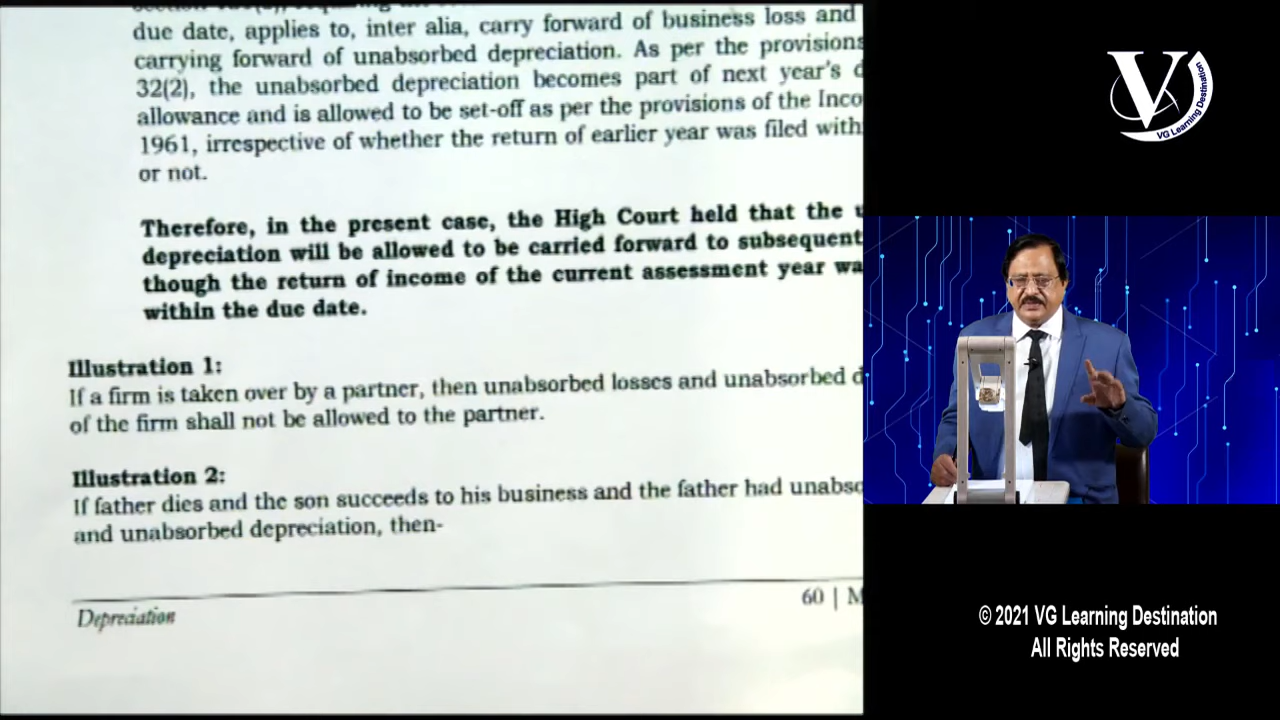 due date, applies to, inter alia, carry forward of business loss and
carrying forward of unabsorbed depreciation. As per the provisions
32(2), the unabsorbed depreciation becomes part of next year's
allowance and is allowed to be set-off as per the provisions of the
1961, irrespective of whether the return of earlier year was filed
or not.
Therefore, in the present case, the High Court held that the
depreciation will be allowed to be carried forward to subsequent
though the return of income of the current assessment year
within the due date.
Illustration 1:
If a firm is taken over by a partner, then unabsorbed losses and unabsorbed
of the firm shall not be allowed to the partner.
Illustration 2:
If father dies and the son succeeds to his business and the father had
and unabsorbed depreciation, then-
Depreciation
60 |
V
VG Learning Destination
© 2021 VG Learning Destination
All Rights Reserved